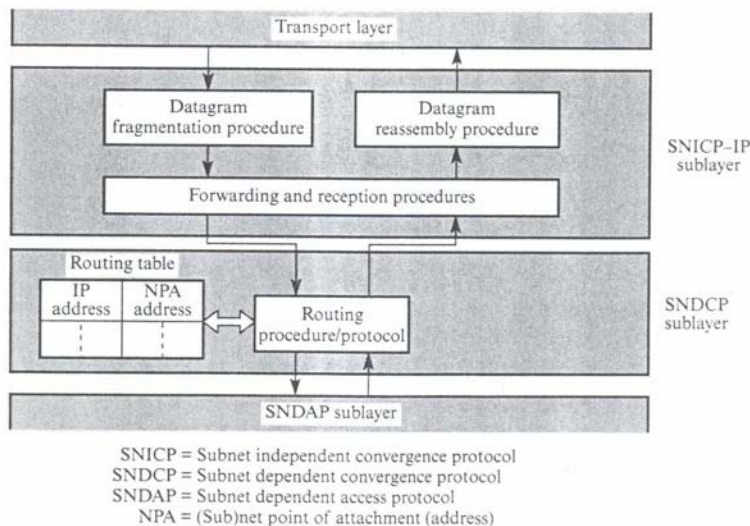 Transport layer
Datagram
fragmentation procedure
Datagram
reassembly procedure
SNICP–IP
sublayer
Forwarding and reception procedures
Routing table
IP
address
NPA
address
Routing
procedure/protocol
SNDCP
sublayer
SNDAP sublayer
SNICP = Subnet independent convergence protocol
SNDCP = Subnet dependent convergence protocol
SNDAP = Subnet dependent access protocol
NPA = (Sub)net point of attachment (address)